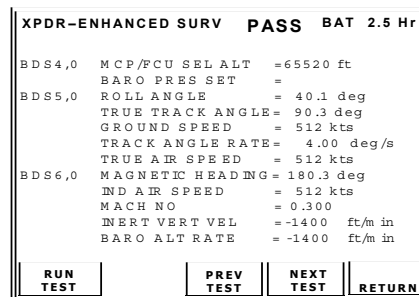 XPDR-ENHANCED SURV PASS BAT 2.5 Hr
BDS4,0 MCP/FCU SEL ALT =65520 ft
BARO PRES SET =
BDS5,0 ROLL ANGLE = 40.1 deg
TRUE TRACK ANGLE= 90.3 deg
GROUND SPEED = 512 kts
TRACK ANGLE RATE= 4.00 deg/s
TRUE AIR SPEED = 512 kts
BDS6,0 MAGNETIC HEADING= 180.3 deg
IND AIR SPEED = 512 kts
MACH NO = 0.300
INERT VERT VEL =-1400 ft/min
BARO ALT RATE = -1400 ft/min
RUN TEST
PREV TEST
NEXT TEST
RETURN